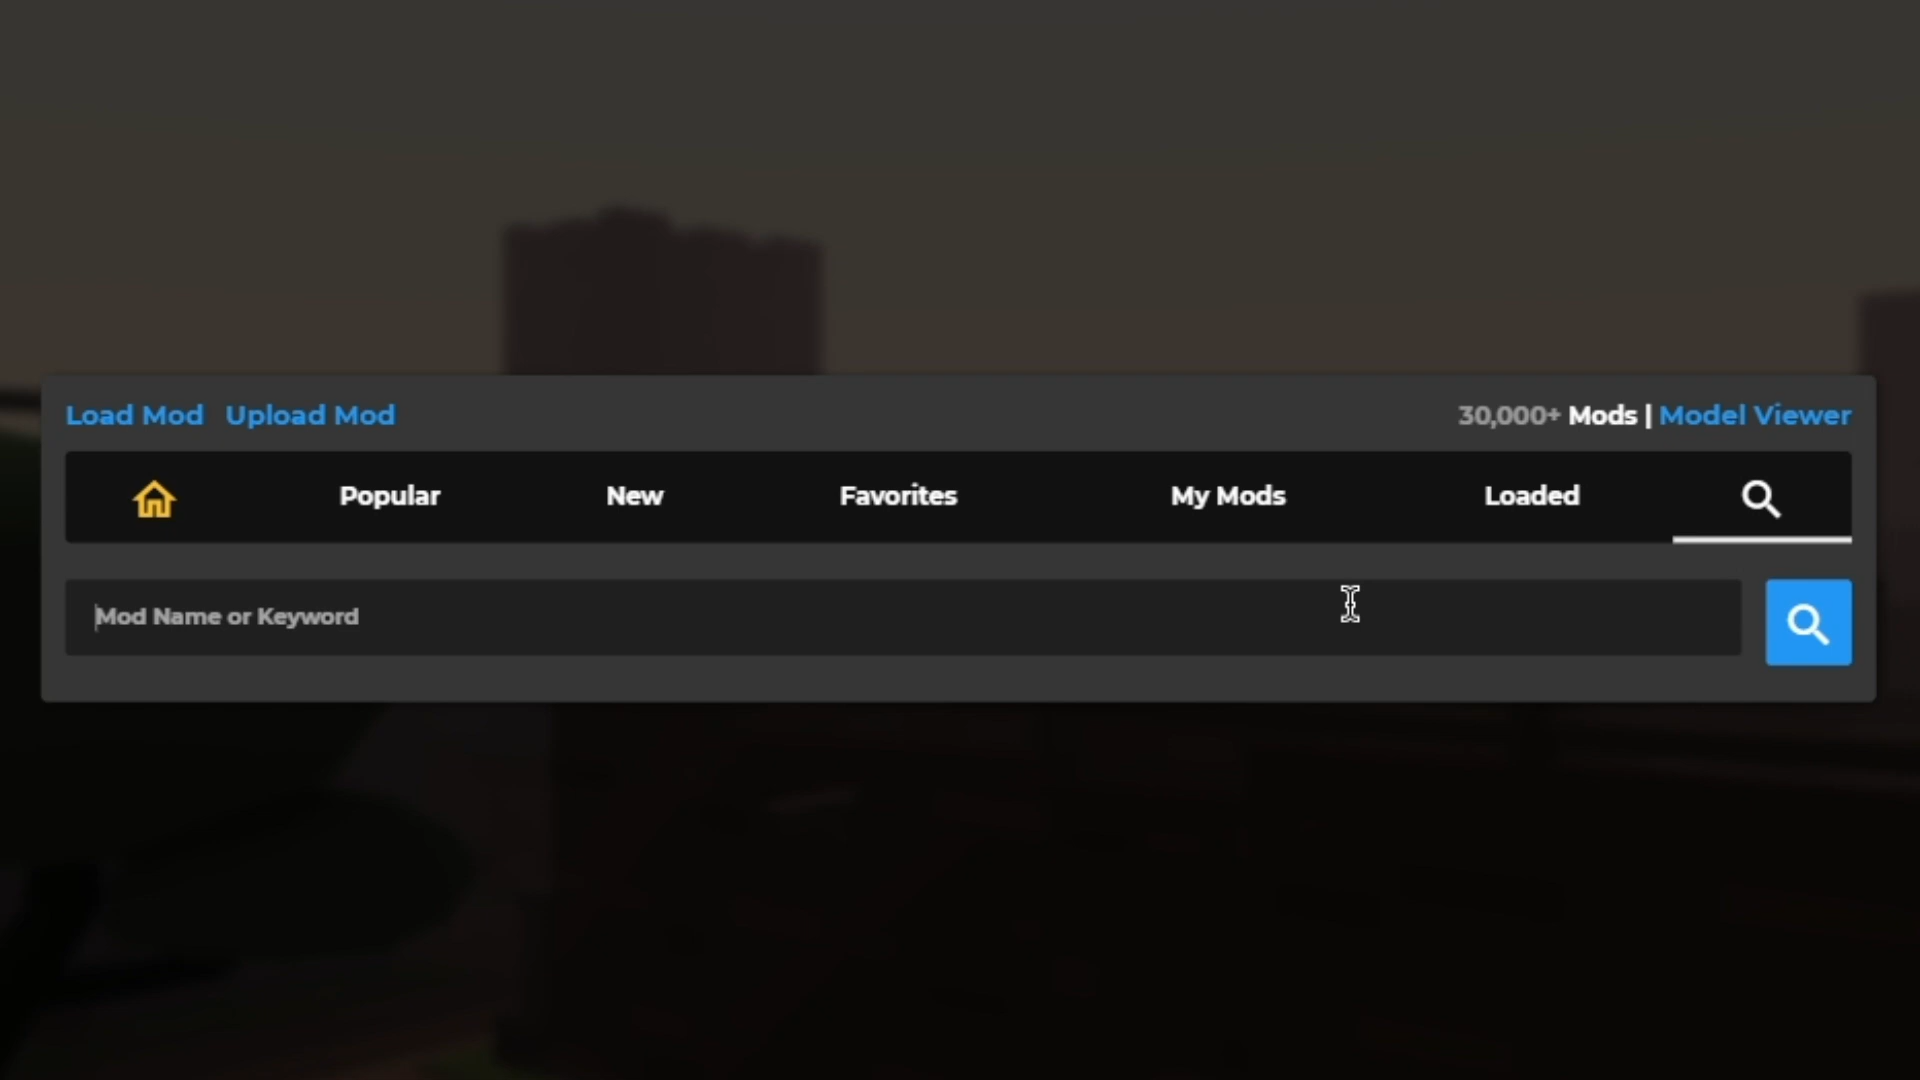 Load Mod Upload Mod 30,000+ Mods | Model Viewer
Popular New Favorites My Mods Loaded
Mod Name or Keyword